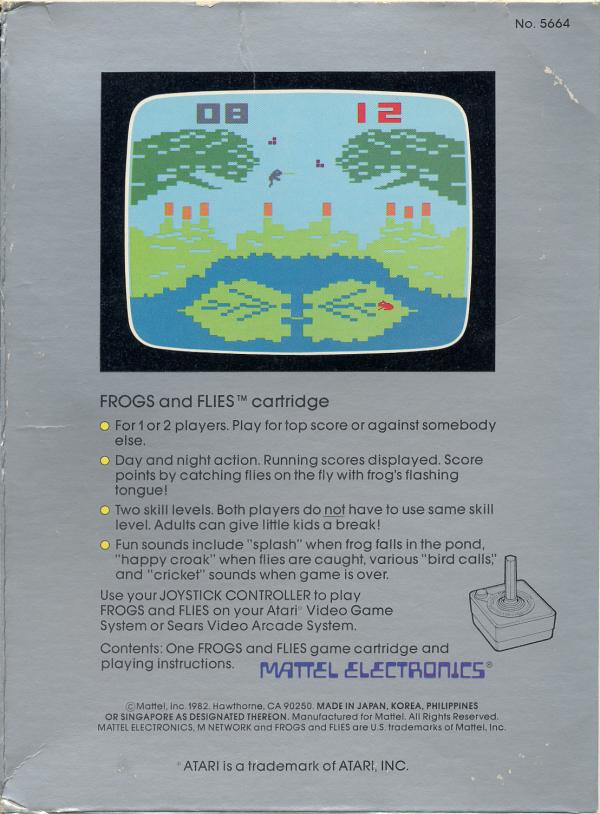 No. 5664
08 12
FROGS and FLIES™ cartridge
For 1 or 2 players. Play for top score or against somebody
else.
Day and night action. Running scores displayed. Score
points by catching flies on the fly with frog's flashing
tongue!
Two skill levels. Both players do not have to use same skill
level. Adults can give little kids a break!
Fun sounds include "splash" when frog falls in the pond,
"happy croak" when flies are caught, various "bird calls,"
and "cricket" sounds when game is over.
Use your JOYSTICK CONTROLLER to play
FROGS and FLIES on your Atari® Video Game
System or Sears Video Arcade System.
Contents: One FROGS and FLIES game cartridge and
playing instructions.
MATTEL ELECTRONICS®
©Mattel, Inc. 1982. Hawthorne, CA 90250. MADE IN JAPAN, KOREA, PHILIPPINES
OR SINGAPORE AS DESIGNATED THEREON. Manufactured for Mattel. All Rights Reserved.
MATTEL ELECTRONICS, M NETWORK and FROGS and FLIES are U.S. trademarks of Mattel, Inc.
® ATARI is a trademark of ATARI, INC.